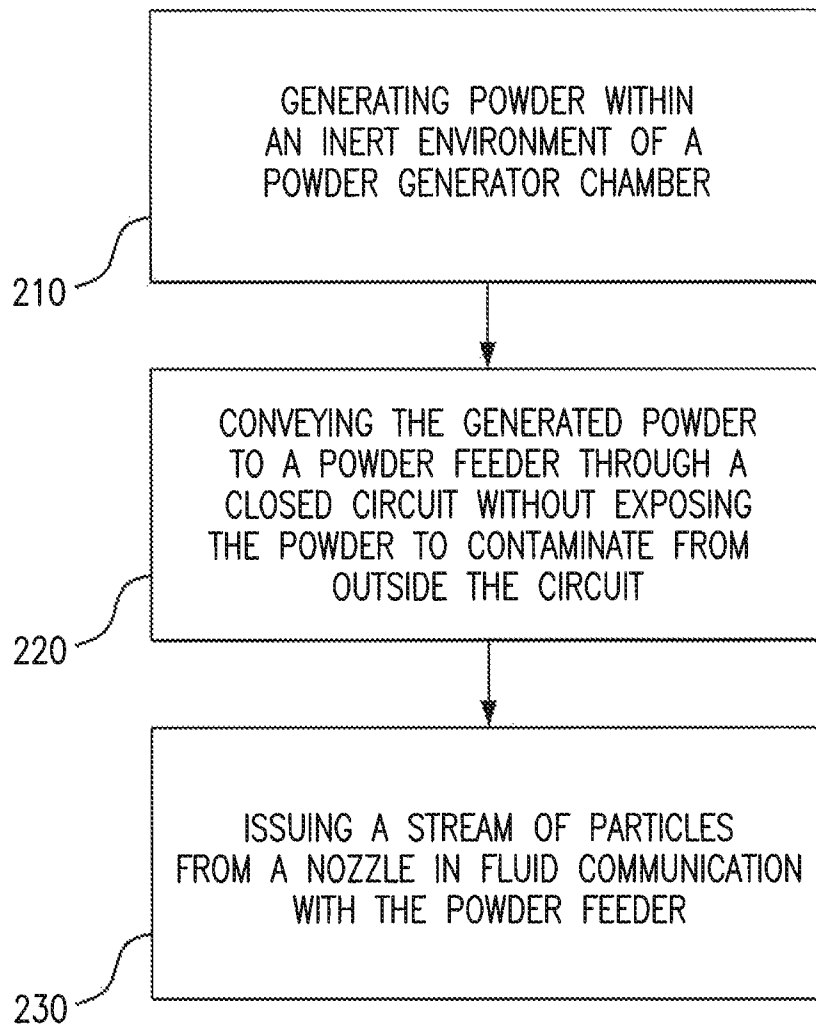 GENERATING POWDER WITHIN
AN INERT ENVIRONMENT OF A
POWDER GENERATOR CHAMBER
210
CONVEYING THE GENERATED POWDER
TO A POWDER FEEDER THROUGH A
CLOSED CIRCUIT WITHOUT EXPOSING
THE POWDER TO CONTAMINATE FROM
OUTSIDE THE CIRCUIT
220
ISSUING A STREAM OF PARTICLES
FROM A NOZZLE IN FLUID COMMUNICATION
WITH THE POWDER FEEDER
230